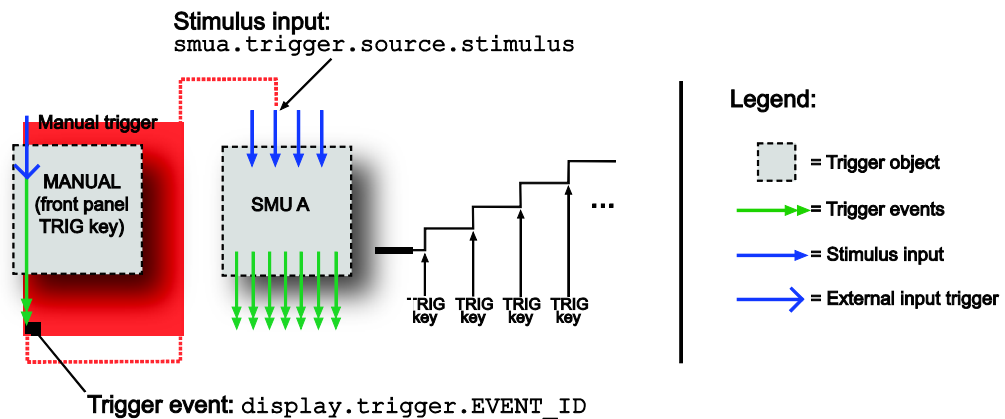 Stimulus input:
smua.trigger.source.stimulus
Manual trigger
MANUAL
(front panel
TRIG key)
SMU A
...
TRIG TRIG TRIG TRIG
key key key key
Trigger event: display.trigger.EVENT_ID
Legend:
= Trigger object
= Trigger events
= Stimulus input
= External input trigger